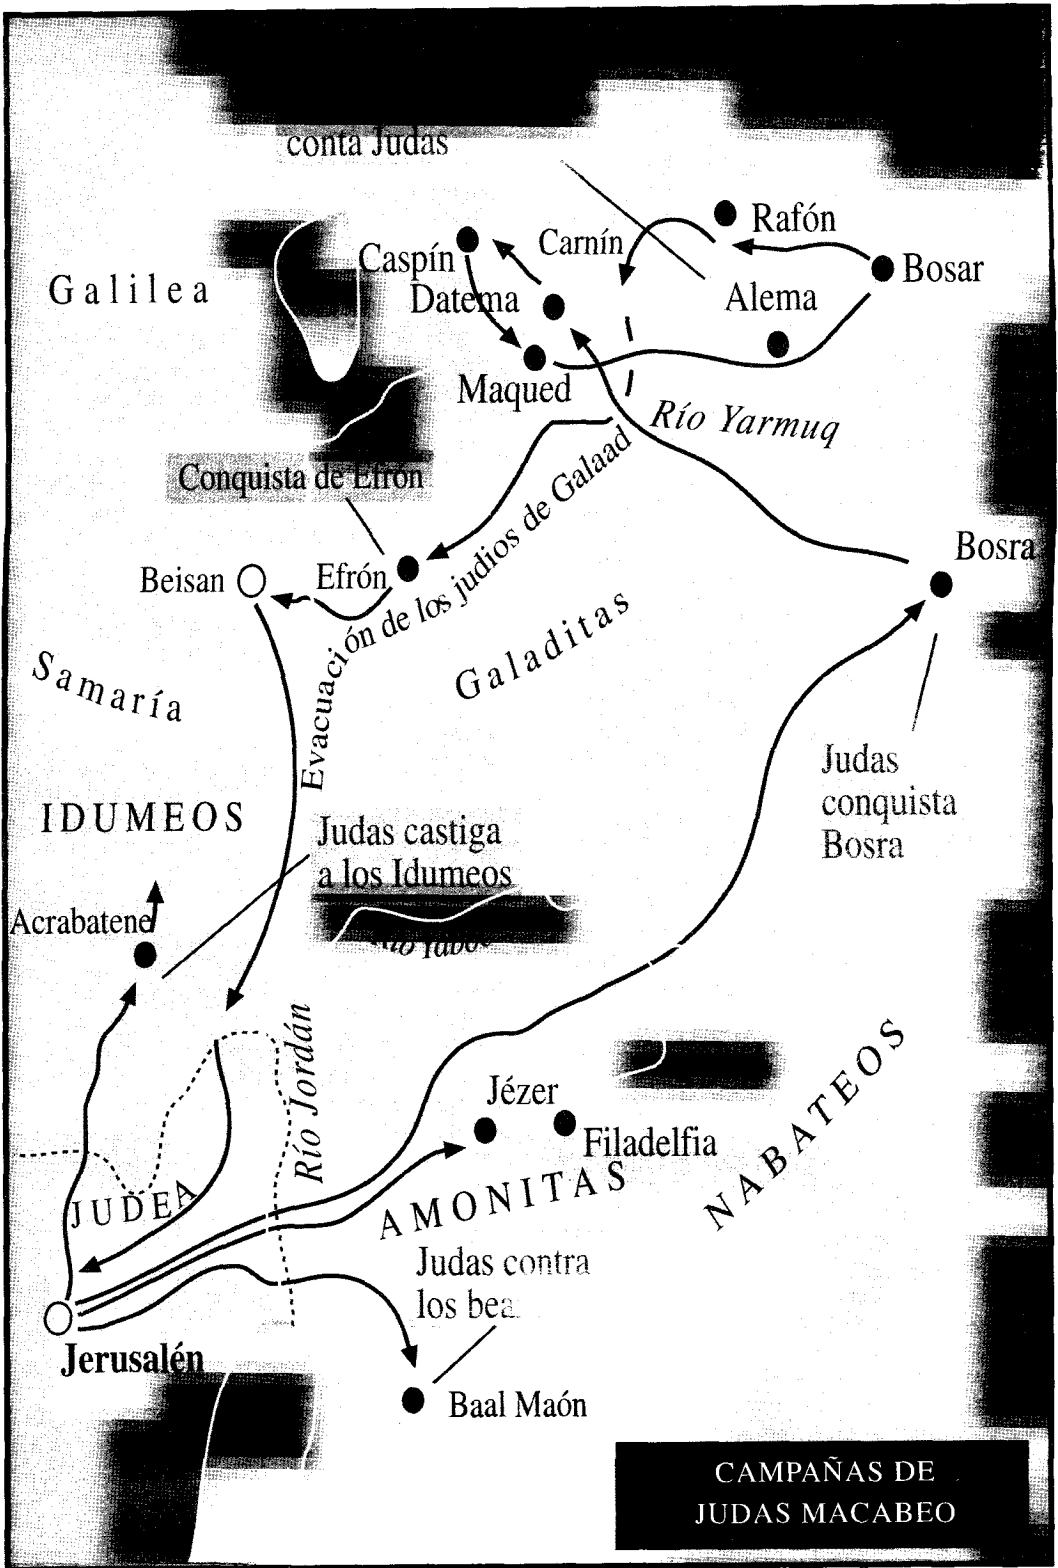 conta Judas
Rafón
Carnín
Caspín
Bosar
Galilea
Datema
Alema
Maqued
Río Yarmuq
Conquista de Efrón
Bosra
Beisan
Efrón
Evacuación de los judios de Galaad
Galaditas
Samaría
Judas
conquista
Bosra
IDUMEOS
Judas castiga
a los Idumeos
Acrabatene
Río Jordán
NABATEOS
Jézer
Filadelfia
AMONITAS
JUDEA
Judas contra
los
Jerusalén
Baal Maón
CAMPAÑAS DE
JUDAS MACABEO